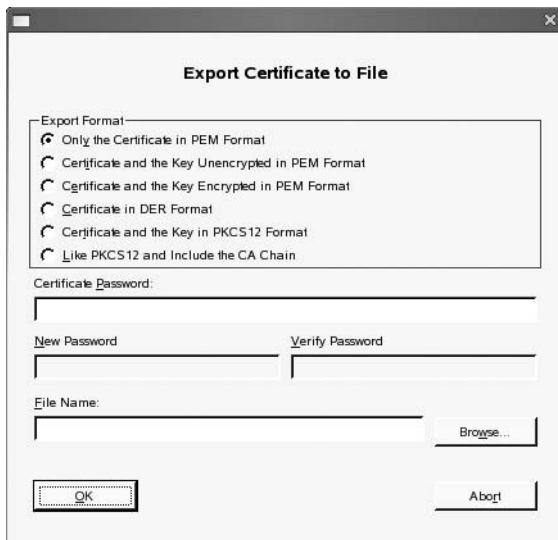 Export Certificate to File
Export Format
Only the Certificate in PEM Format
Certificate and the Key Unencrypted in PEM Format
Certificate and the Key Encrypted in PEM Format
Certificate in DER Format
Certificate and the Key in PKCS12 Format
Like PKCS12 and Include the CA Chain
Certificate Password:
New Password Verify Password
File Name:
Browse...
OK Abort